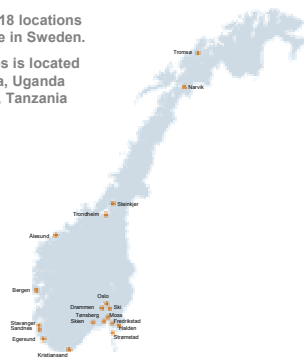 18 locations
e in Sweden.
es is located
a, Uganda
, Tanzania
Tromsø
Narvik
Steinkjer
Trondheim
Ålesund
Bergen
Oslo
Drammen
Ski
Tønsberg
Moss
Stavanger
Skien
Fredrikstad
Sandnes
Halden
Egersund
Strømstad
Kristiansand